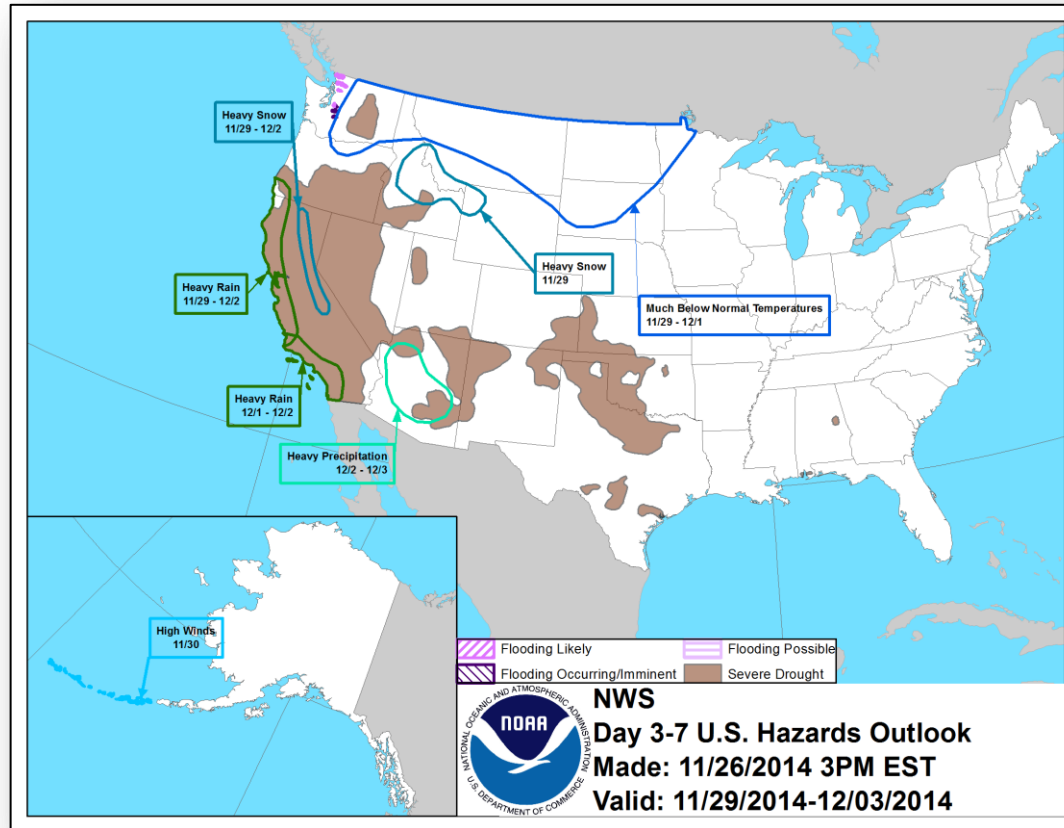 Heavy Snow
11/29 - 12/2
Heavy Rain
11/29 - 12/2
Heavy Snow
11/29
Much Below Normal Temperatures
11/29 - 12/1
Heavy Rain
12/1 - 12/2
Heavy Precipitation
12/2 - 12/3
High Winds
11/30
Flooding Likely
Flooding Possible
Flooding Occurring/Imminent
Severe Drought
NATIONAL OCEANIC AND ATMOSPHERIC ADMINISTRATION
NOAA
U.S. DEPARTMENT OF COMMERCE
NWS
Day 3-7 U.S. Hazards Outlook
Made: 11/26/2014 3PM EST
Valid: 11/29/2014-12/03/2014